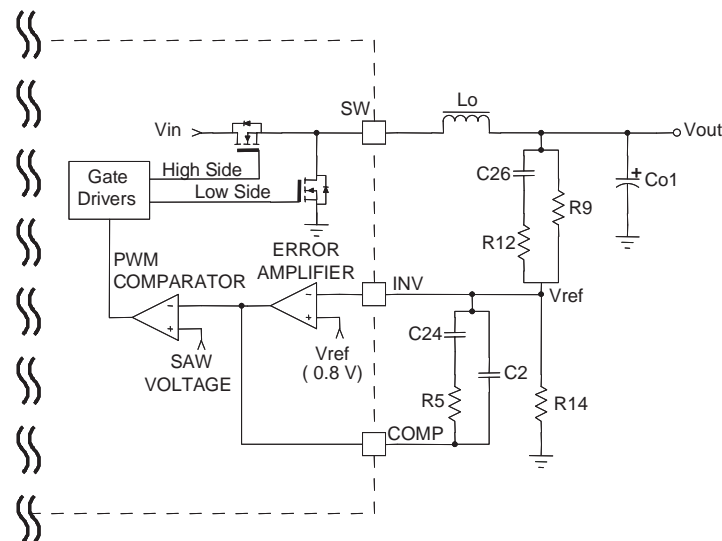 SW
Lo
Vin
Vout
C26
+
Co1
High Side
Gate
Drivers
Low Side
R9
R12
PWM
COMPARATOR
ERROR
AMPLIFIER
INV
Vref
-
+
-
+
SAW
VOLTAGE
Vref
( 0.8 V)
C24
C2
R5
R14
COMP